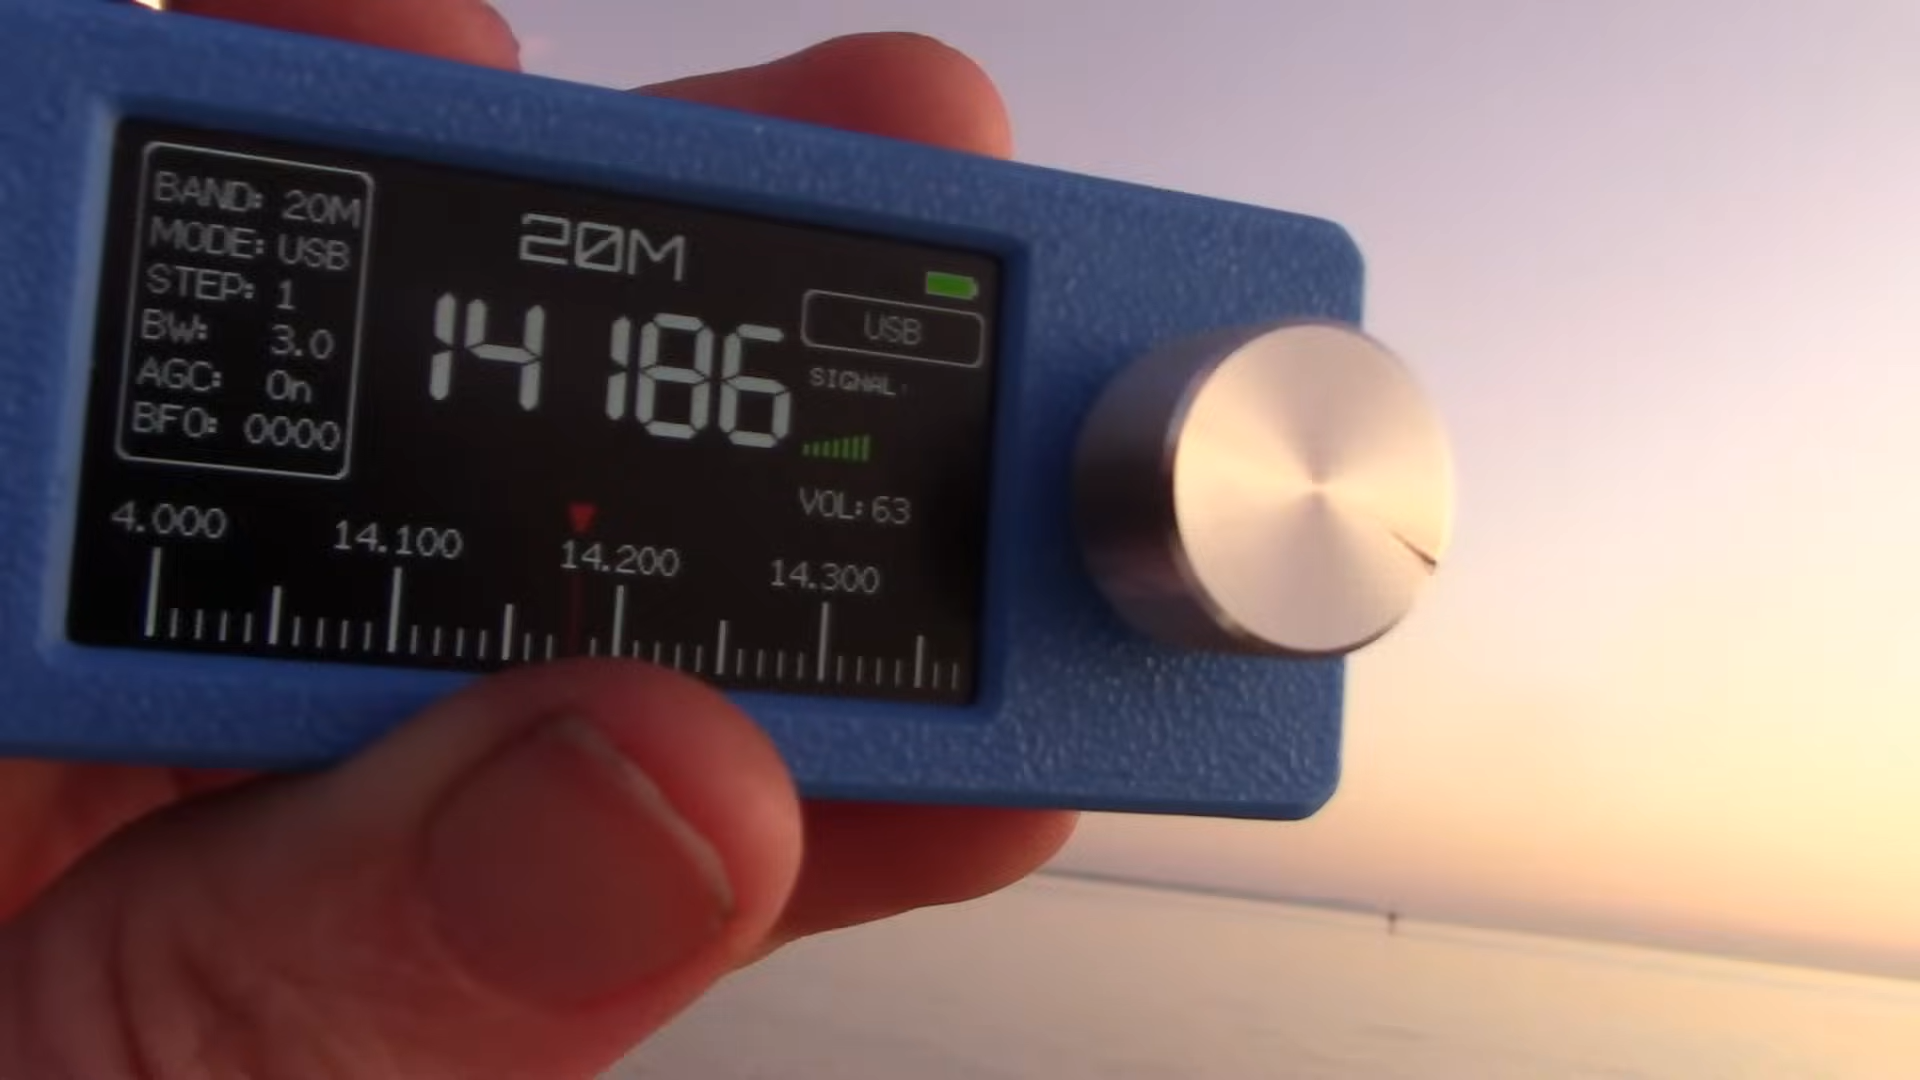 BAND: 20M
MODE: USB
STEP: 1
BW: 3.0
AGC: On
BFO: 0000
20M
14 186
USB
SIGNAL:
VOL: 63
4.000 14.100 14.200 14.300